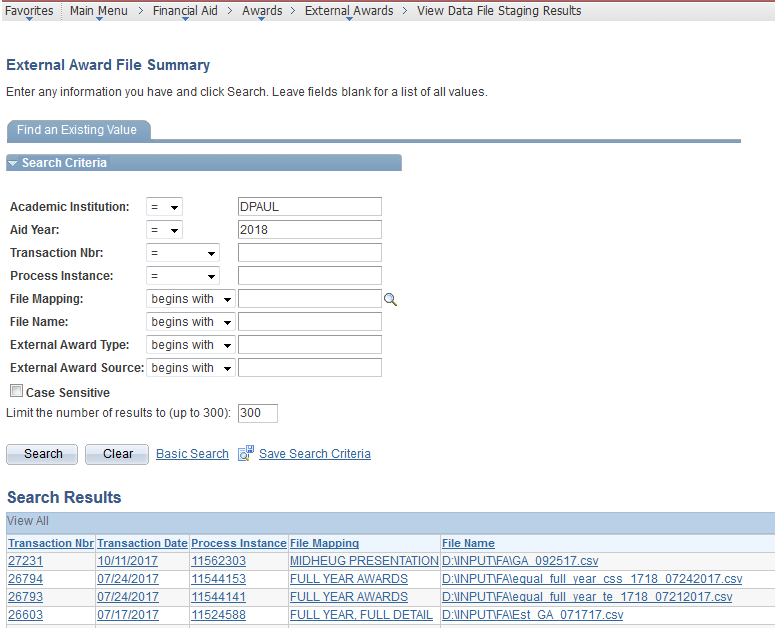 Favorites Main Menu > Financial Aid > Awards > External Awards > View Data File Staging Results
External Award File Summary
Enter any information you have and click Search. Leave fields blank for a list of all values.
Find an Existing Value
Search Criteria
Academic Institution: = DPAUL
Aid Year: = 2018
Transaction Nbr: =
Process Instance: =
File Mapping: begins with
File Name: begins with
External Award Type: begins with
External Award Source: begins with
Case Sensitive
Limit the number of results to (up to 300): 300
Search Clear Basic Search Save Search Criteria
Search Results
View All
Transaction Nbr Transaction Date Process Instance File Mapping File Name
27231 10/11/2017 11562303 MIDHEUG PRESENTATION D:\INPUT\FA\GA_092517.csv
26794 07/24/2017 11544153 FULL YEAR AWARDS D:\INPUT\FA\equal_full_year_css_1718_07242017.csv
26793 07/24/2017 11544141 FULL YEAR AWARDS D:\INPUT\FA\equal_full_year_te_1718_07212017.csv
26603 07/17/2017 11524588 FULL YEAR, FULL DETAIL D:\INPUT\FA\Est_GA_071717.csv